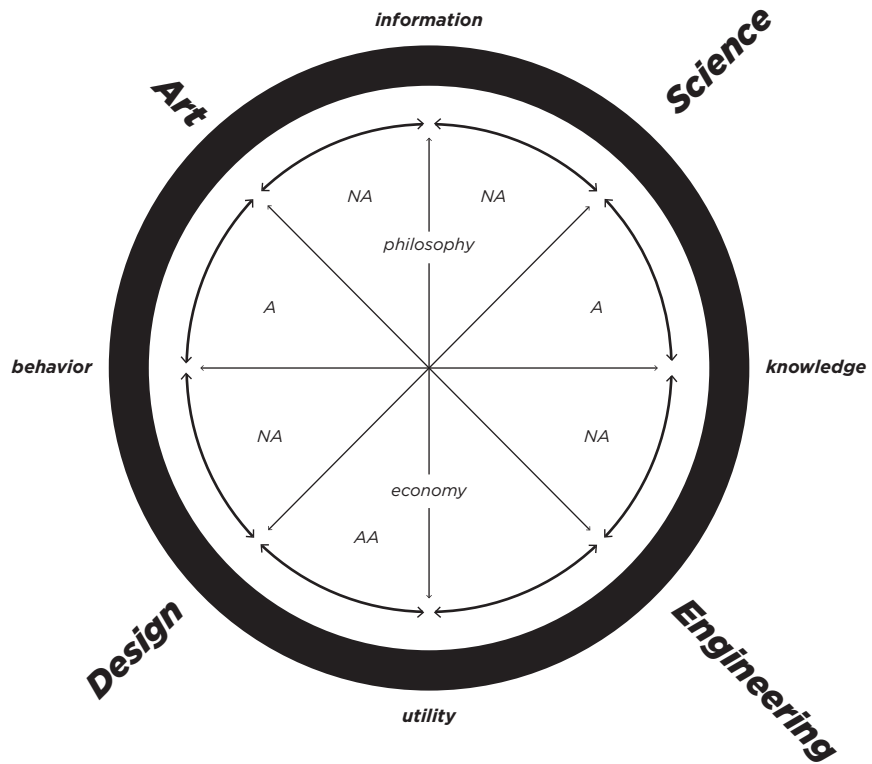 information
Science
Art
NA
NA
philosophy
A
A
behavior
knowledge
NA
NA
economy
AA
Design
Engineering
utility